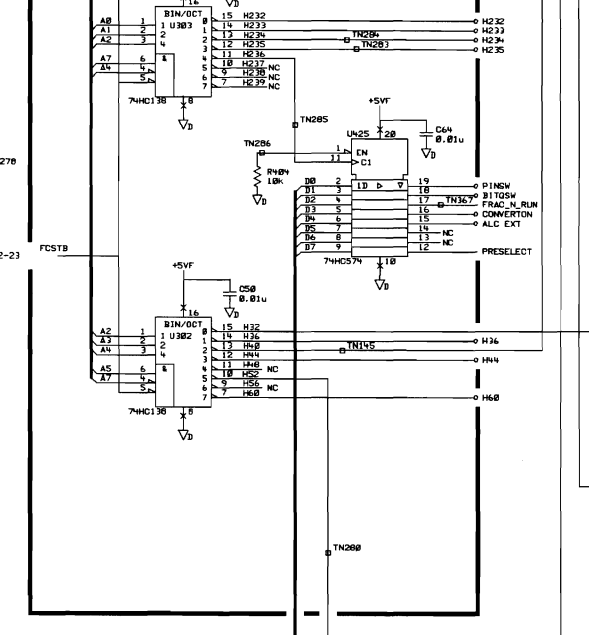 16
D
BIN/OCT
A0 1 1 U303 0 15 H232 H232
A1 2 2 1 14 H233 H233
A2 3 4 2 13 H234 TN284 H234
3 12 H235 TN283 H235
4 11 H236
A7 6 & 5 10 H237 NC
A4 4 6 9 H238 NC
5 7 7 H239 NC
74HC138 8
D
TN285
+5VF
U425 20
C64
0.01u
D
TN286
1 EN
11 C1
R404
10k
D
1D
D0 2 19 PINSW
D1 3 18 BITQSW
D2 4 17 TN367 FRAC_N_RUN
D3 5 16 CONVERTON
D4 6 15 ALC EXT
D5 7 14 NC
D6 8 13 NC
D7 9 12 PRESELECT
74HC574 10
D
278
2-23 FCSTB
+5VF
C50
0.01u
D
16
BIN/OCT
A2 1 1 U302 0 15 H32
A3 2 2 1 14 H36 H36
A4 3 4 2 13 H40 TN145
3 12 H44 H44
4 11 H48 NC
A5 6 & 5 10 H52
A7 4 6 9 H56 NC
5 7 7 H60 H60
74HC138 8
D
TN280